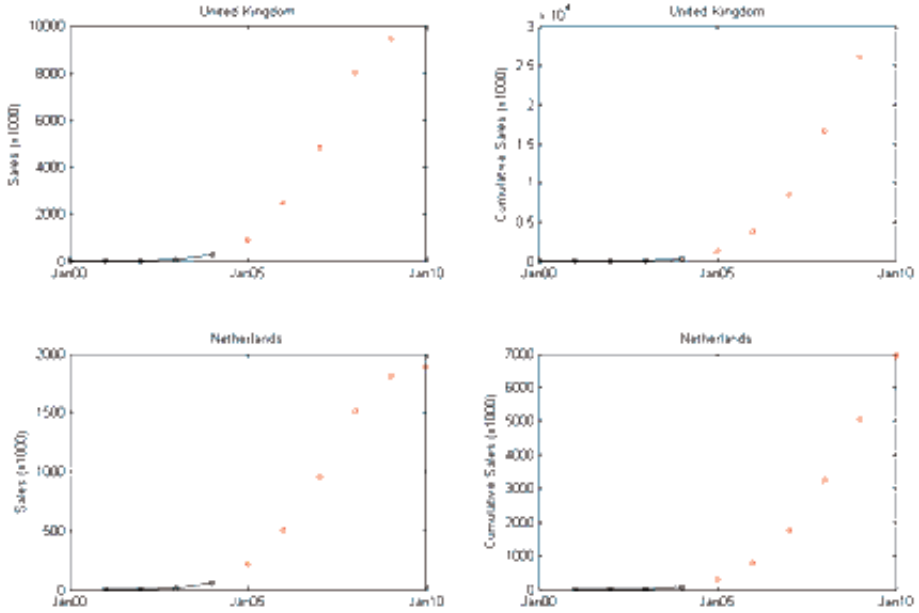 United Kingdom
10000
8000
6000
4000
2000
0
Sales (x1000)
Jan00 Jan05 Jan10
United Kingdom
x 10^4
3
2.5
2
1.5
1
0.5
0
Cumulative Sales (x1000)
Jan00 Jan05 Jan10
Netherlands
2000
1500
1000
500
0
Sales (x1000)
Jan00 Jan05 Jan10
Netherlands
7000
6000
5000
4000
3000
2000
1000
0
Cumulative Sales (x1000)
Jan00 Jan05 Jan10